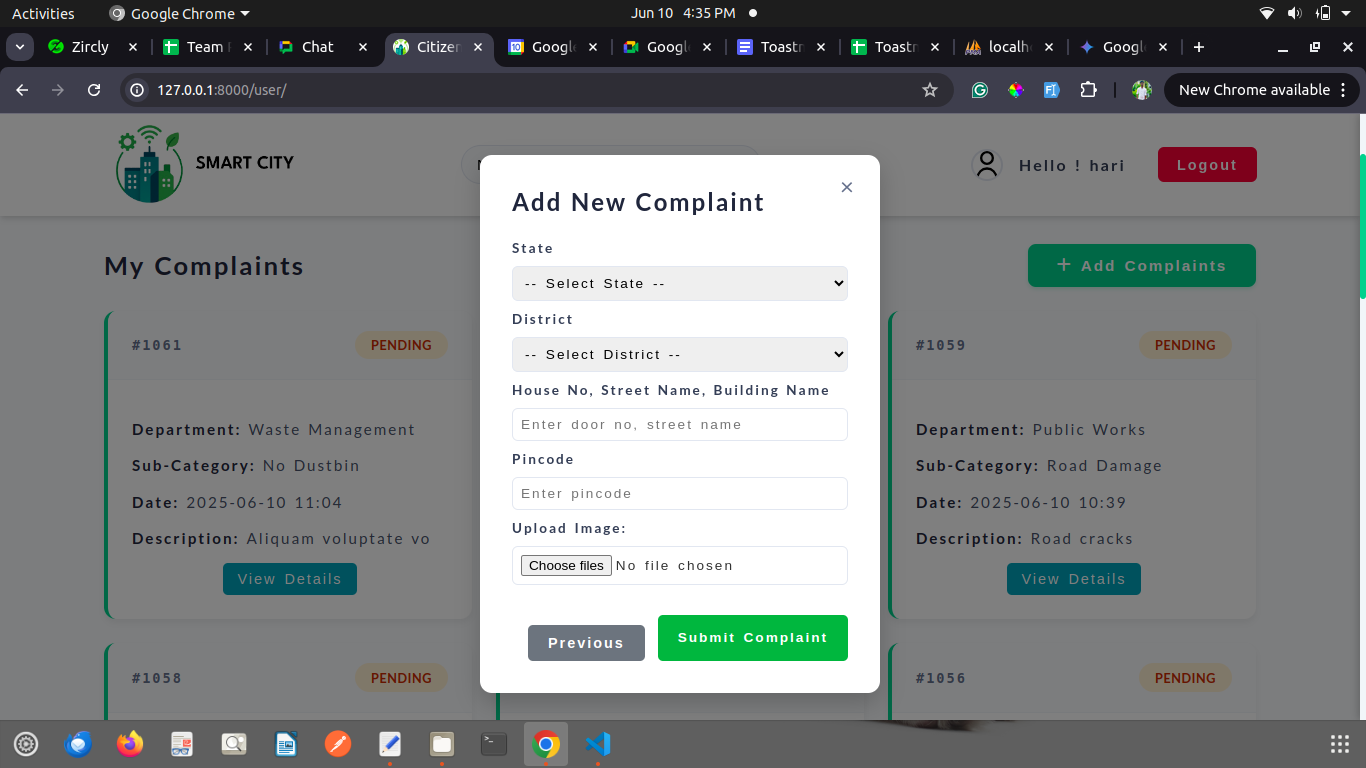 Activities Google Chrome Jun 10 4:35 PM
Zircly Team Chat Citizen Google Googl Toastr Toastr localh Googl
127.0.0.1:8000/user/ New Chrome available
SMART CITY Hello ! hari Logout
My Complaints + Add Complaints
Add New Complaint ×
State
-- Select State --
District
-- Select District --
House No, Street Name, Building Name
Enter door no, street name
Pincode
Enter pincode
Upload Image:
Choose files No file chosen
Previous Submit Complaint
#1061 PENDING
Department: Waste Management
Sub-Category: No Dustbin
Date: 2025-06-10 11:04
Description: Aliquam voluptate vo
View Details
#1059 PENDING
Department: Public Works
Sub-Category: Road Damage
Date: 2025-06-10 10:39
Description: Road cracks
View Details
#1058 PENDING
#1056 PENDING